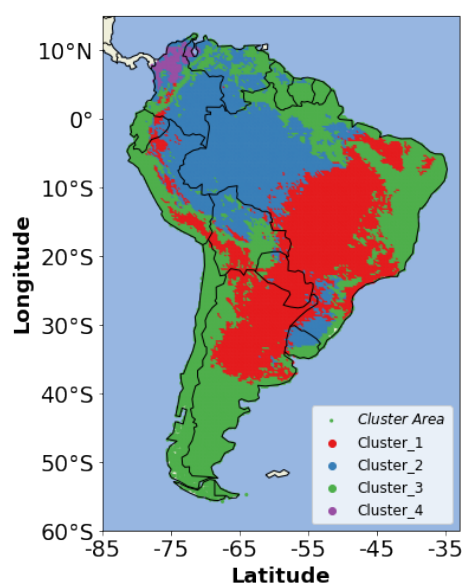 10°N
0°
10°S
20°S
30°S
40°S
50°S
60°S
-85 -75 -65 -55 -45 -35
Longitude
Latitude
Cluster Area
Cluster_1
Cluster_2
Cluster_3
Cluster_4